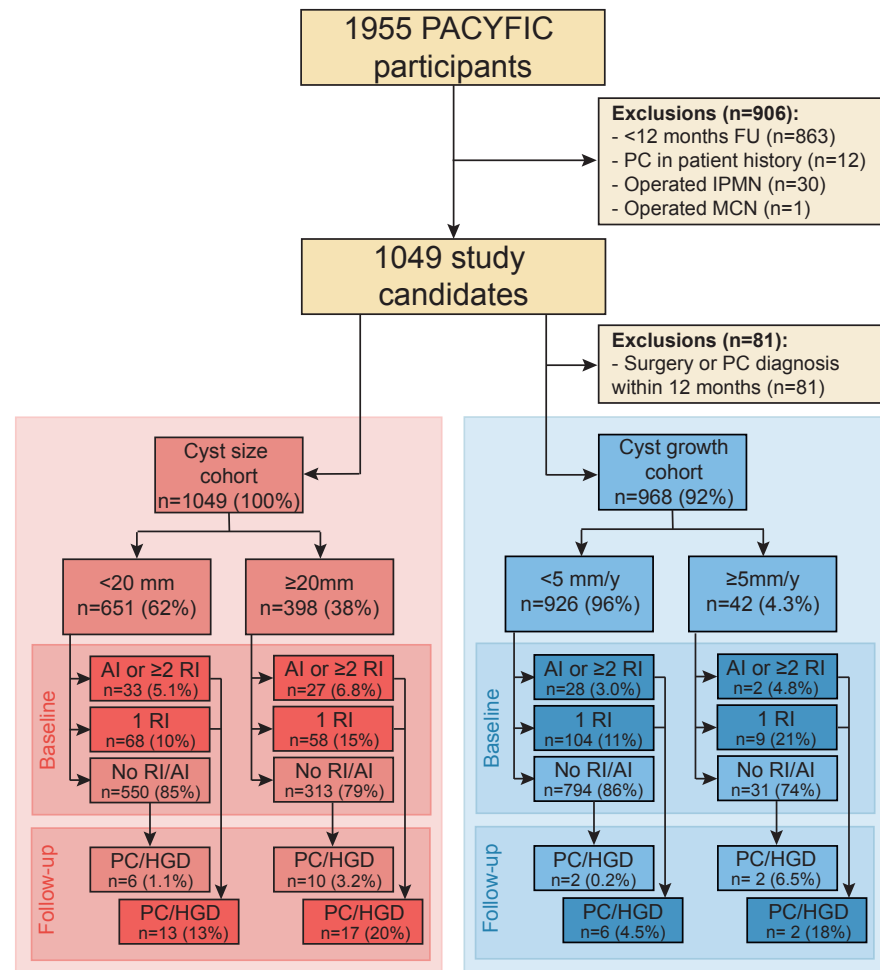 1955 PACYFIC
participants
Exclusions (n=906):
- <12 months FU (n=863)
- PC in patient history (n=12)
- Operated IPMN (n=30)
- Operated MCN (n=1)
1049 study
candidates
Exclusions (n=81):
- Surgery or PC diagnosis
within 12 months (n=81)
Cyst size
cohort
n=1049 (100%)
<20 mm
n=651 (62%)
≥20mm
n=398 (38%)
Baseline
AI or ≥2 RI
n=33 (5.1%)
1 RI
n=68 (10%)
No RI/AI
n=550 (85%)
AI or ≥2 RI
n=27 (6.8%)
1 RI
n=58 (15%)
No RI/AI
n=313 (79%)
Follow-up
PC/HGD
n=6 (1.1%)
PC/HGD
n=13 (13%)
PC/HGD
n=10 (3.2%)
PC/HGD
n=17 (20%)
Cyst growth
cohort
n=968 (92%)
<5 mm/y
n=926 (96%)
≥5mm/y
n=42 (4.3%)
Baseline
AI or ≥2 RI
n=28 (3.0%)
1 RI
n=104 (11%)
No RI/AI
n=794 (86%)
AI or ≥2 RI
n=2 (4.8%)
1 RI
n=9 (21%)
No RI/AI
n=31 (74%)
Follow-up
PC/HGD
n=2 (0.2%)
PC/HGD
n=6 (4.5%)
PC/HGD
n= 2 (6.5%)
PC/HGD
n= 2 (18%)